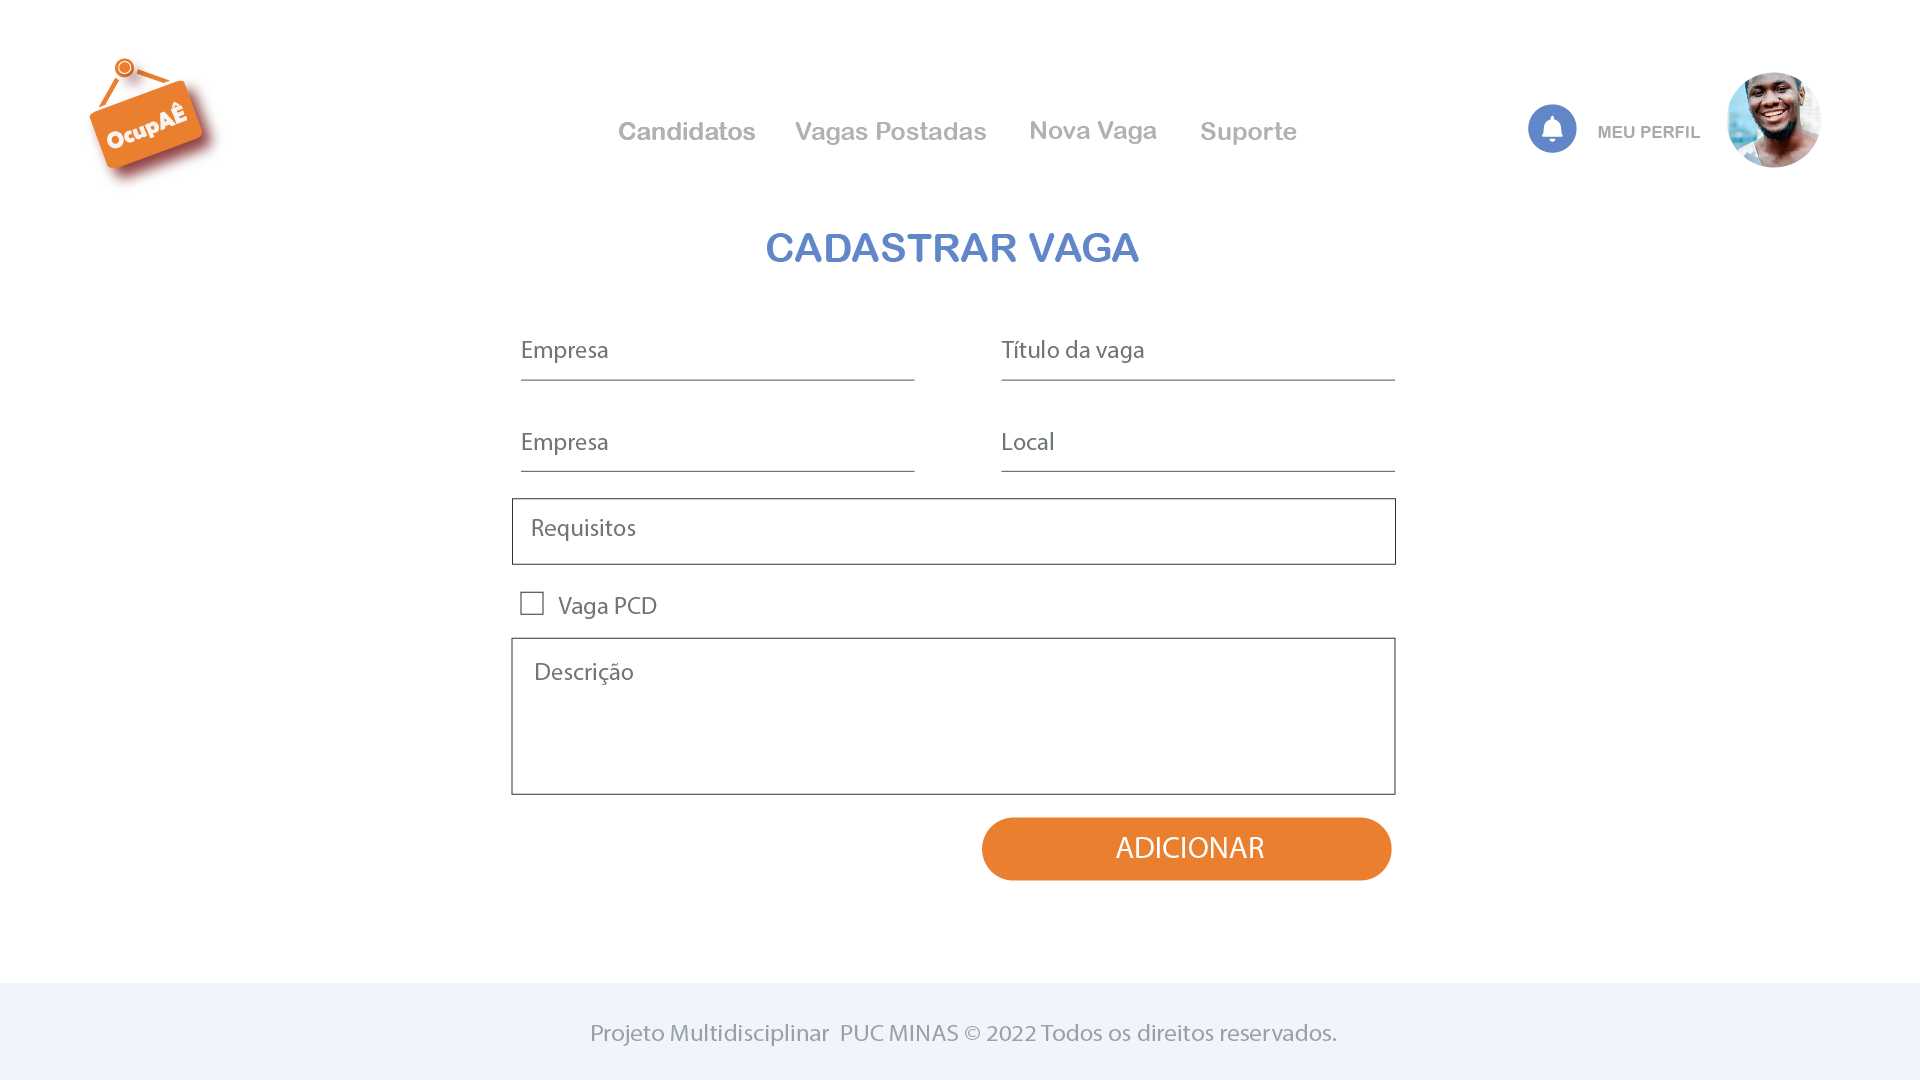 OcupAÊ
Candidatos Vagas Postadas Nova Vaga Suporte MEU PERFIL
CADASTRAR VAGA
Empresa Título da vaga
Empresa Local
Requisitos
Vaga PCD
Descrição
ADICIONAR
Projeto Multidisciplinar PUC MINAS © 2022 Todos os direitos reservados.